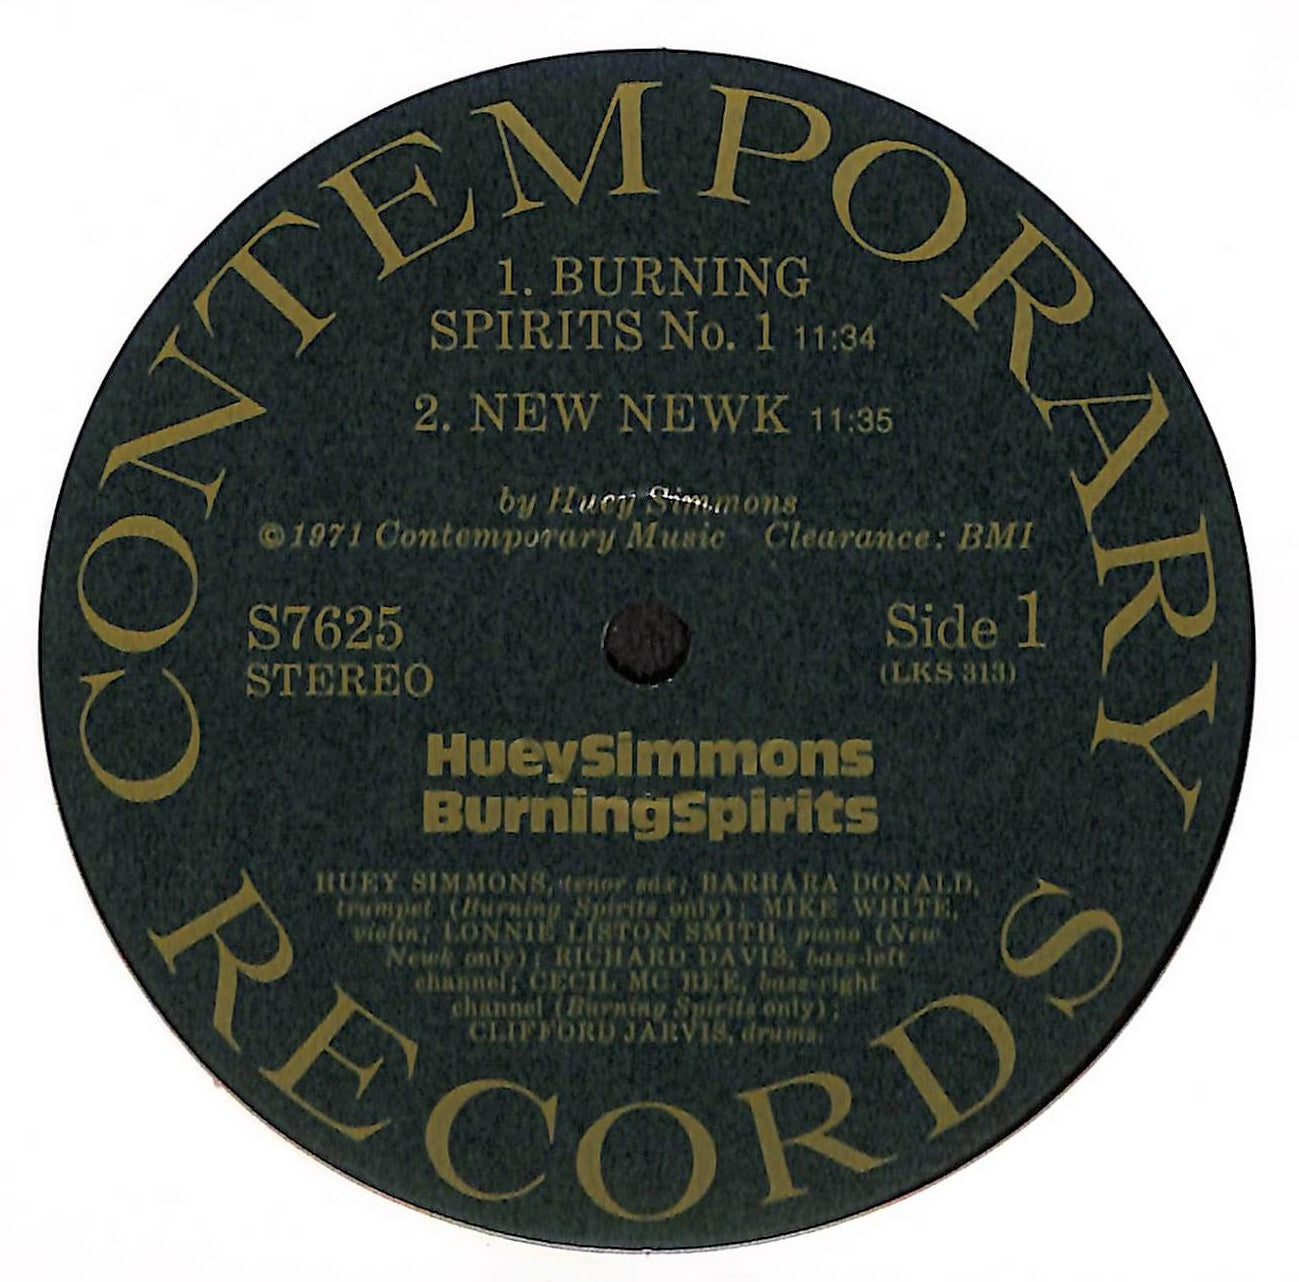 CONTEMPORARY
1. BURNING
SPIRITS No. 1 11:34
2. NEW NEWK 11:35
by Huey Simmons
©1971 Contemporary Music Clearance: BMI
S7625
STEREO
Side 1
(LKS 313)
HueySimmons
BurningSpirits
HUEY SIMMONS, tenor sax; BARBARA DONALD,
trumpet (Burning Spirits only); MIKE WHITE,
violin; LONNIE LISTON SMITH, piano (New
Newk only); RICHARD DAVIS, bass-left
channel; CECIL MC BEE, bass-right
channel (Burning Spirits only);
CLIFFORD JARVIS, drums.
RECORDS